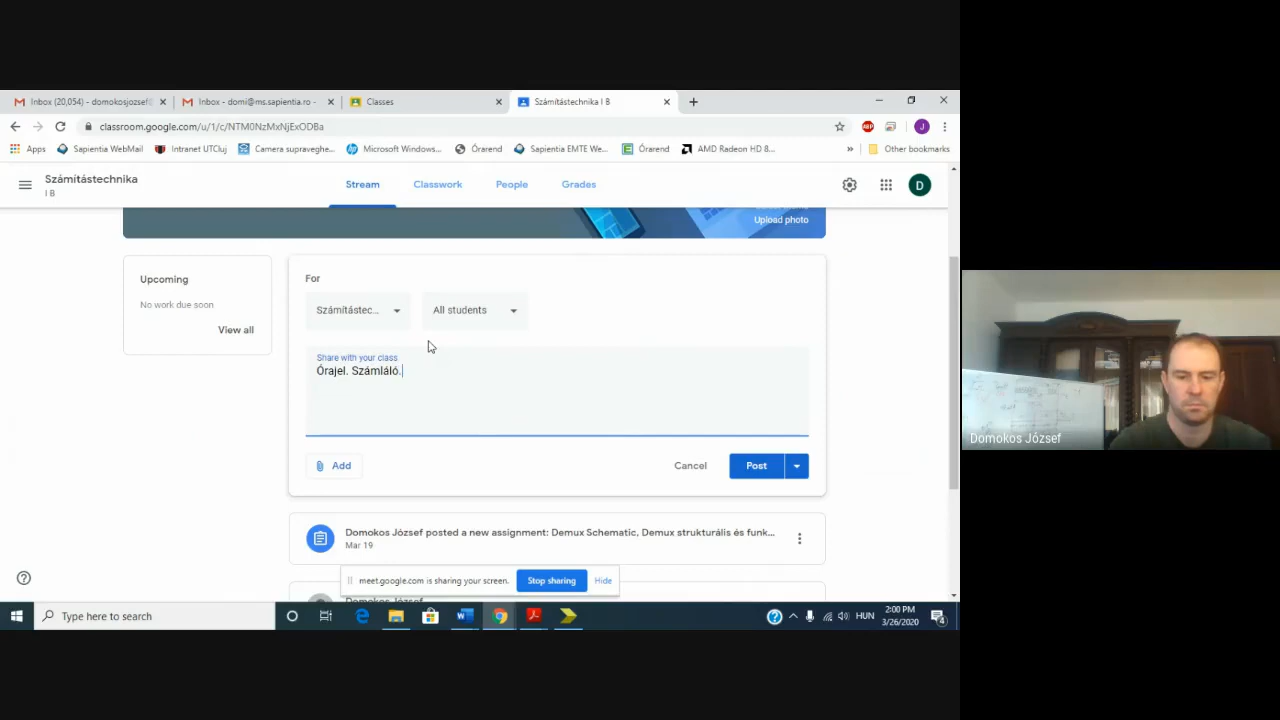 Inbox (20,054) - domokosjozsef@
Inbox - domi@ms.sapientia.ro -
Classes
Számítástechnika I B
classroom.google.com/u/1/c/NTM0NzMxNjExODBa
ABP
J
Apps
Sapientia WebMail
Intranet UTCluj
Camera supraveghe...
Microsoft Windows...
Órarend
Sapientia EMTE We...
Órarend
AMD Radeon HD 8...
»
Other bookmarks
Számítástechnika
I B
Stream
Classwork
People
Grades
D
Upload photo
Upcoming
No work due soon
View all
For
Számítástec...
All students
Share with your class
Órajel. Számláló.
Add
Cancel
Post
Domokos József posted a new assignment: Demux Schematic, Demux strukturális és funk...
Mar 19
meet.google.com is sharing your screen.
Stop sharing
Hide
Domokos József
Type here to search
HUN
2:00 PM
3/26/2020
4
Domokos József